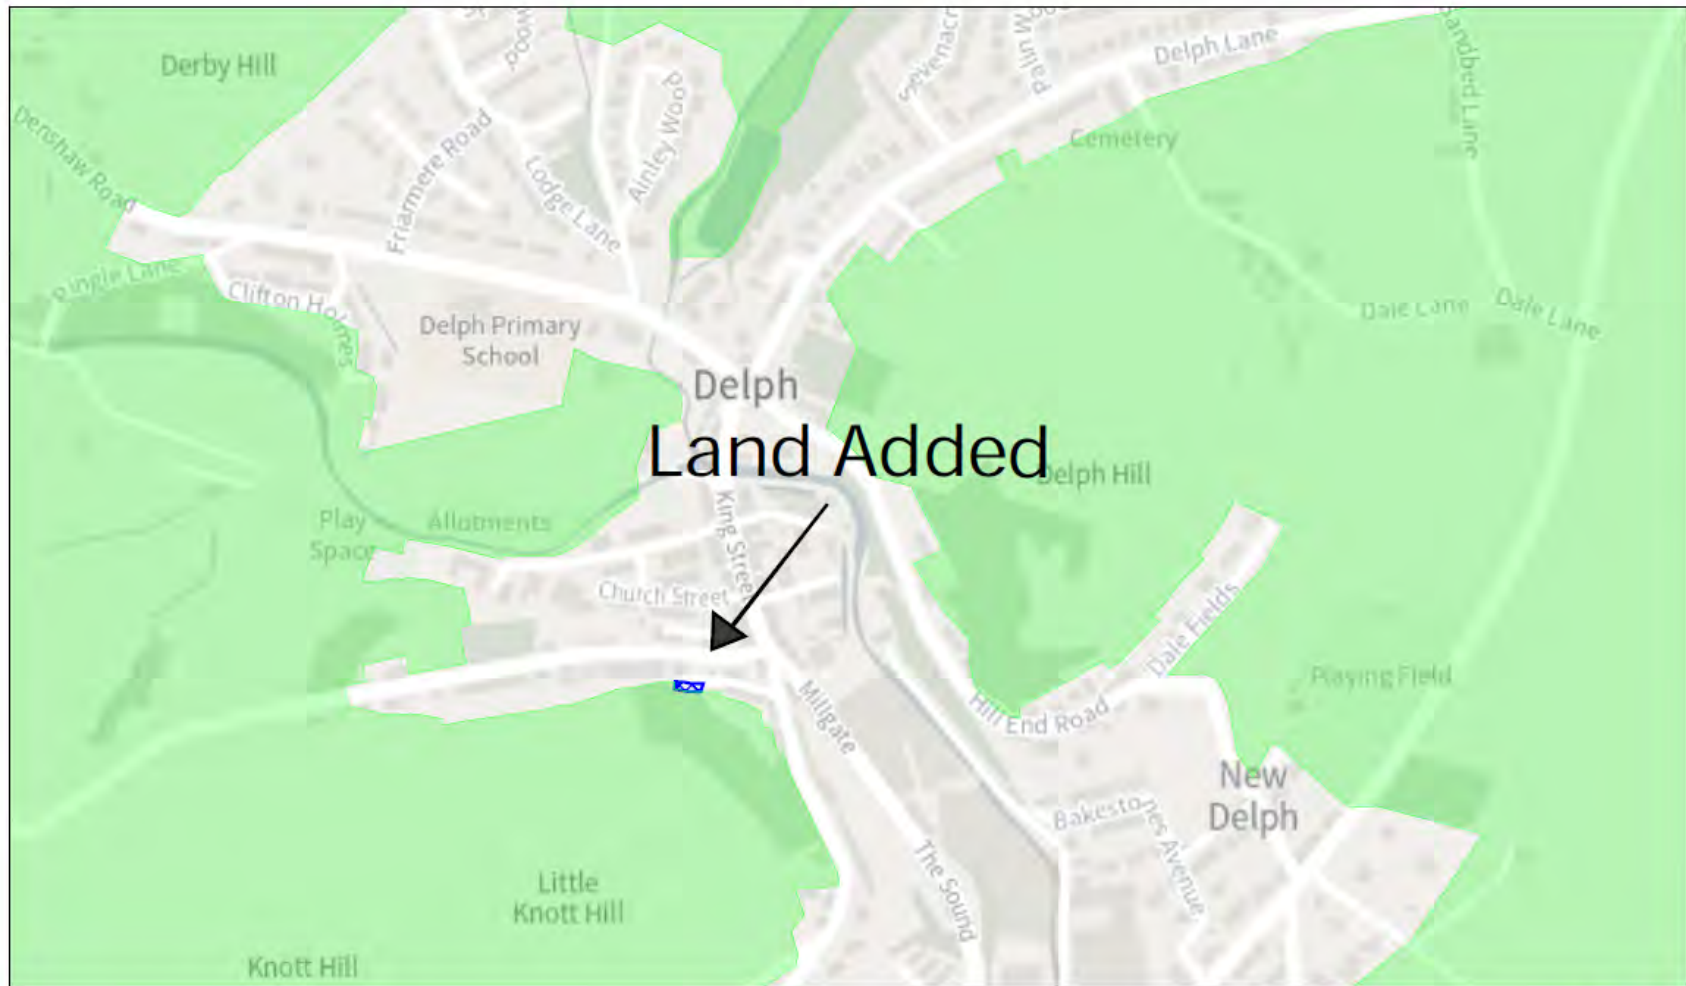 Derby Hill
Delph Lane
Sandbed Lane
Denshaw Road
Friarmere Road
Ainley Wood
Lodge Lane
Cemetery
Pingle Lane
Clifton Holmes
Delph Primary
School
Dale Lane
Dale Lane
Delph
Land Added
Delph Hill
Play
Space
Allotments
King Street
Church Street
Dale Fields
Playing Field
Millgate
Hill End Road
New
Delph
Bakestones Avenue
The Sound
Little
Knott Hill
Knott Hill